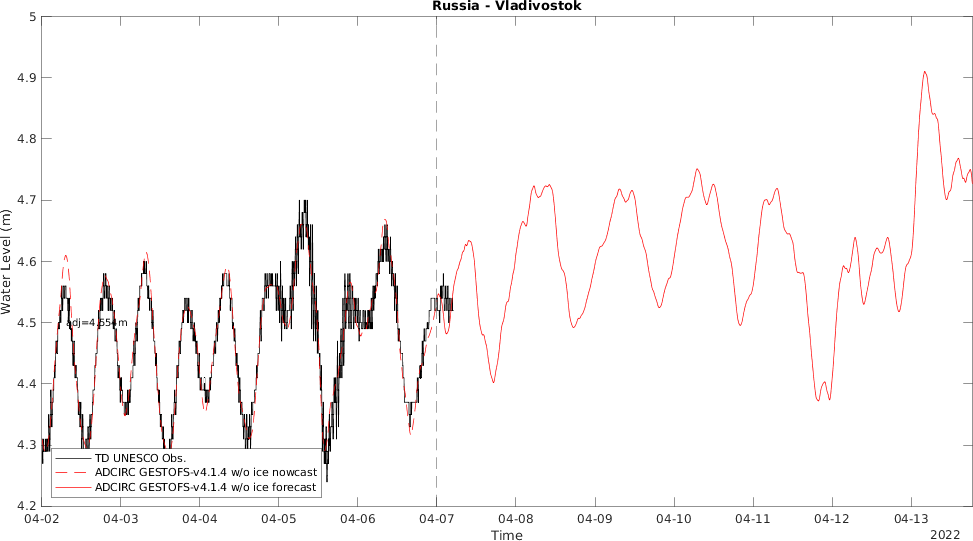 Russia - Vladivostok
5
4.9
4.8
4.7
4.6
4.5
4.4
4.3
4.2
Water Level (m)
adj=4.554m
TD UNESCO Obs.
ADCIRC GESTOFS-v4.1.4 w/o ice nowcast
ADCIRC GESTOFS-v4.1.4 w/o ice forecast
04-02 04-03 04-04 04-05 04-06 04-07 04-08 04-09 04-10 04-11 04-12 04-13
Time
2022